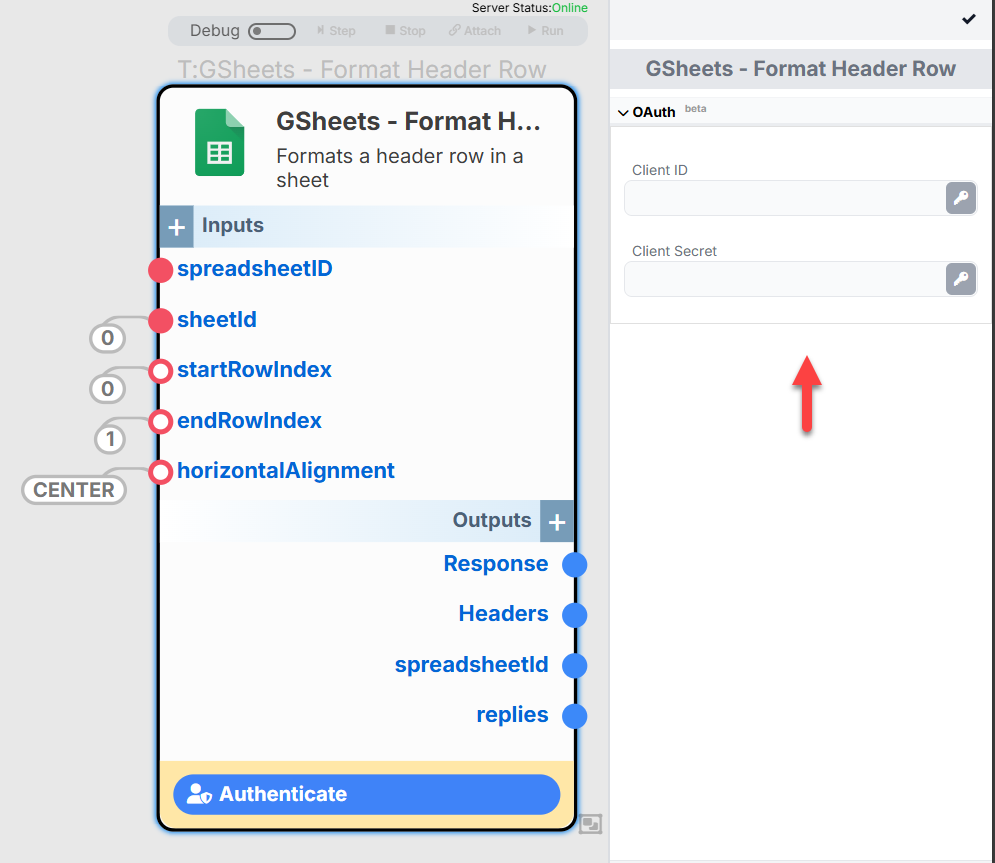 Server Status:Online
Debug Step Stop Attach Run
T:GSheets - Format Header Row
GSheets - Format H...
Formats a header row in a
sheet
+ Inputs
spreadsheetID
sheetId
0
startRowIndex
0
endRowIndex
1
horizontalAlignment
CENTER
Outputs +
Response
Headers
spreadsheetId
replies
Authenticate
GSheets - Format Header Row
OAuth beta
Client ID
Client Secret